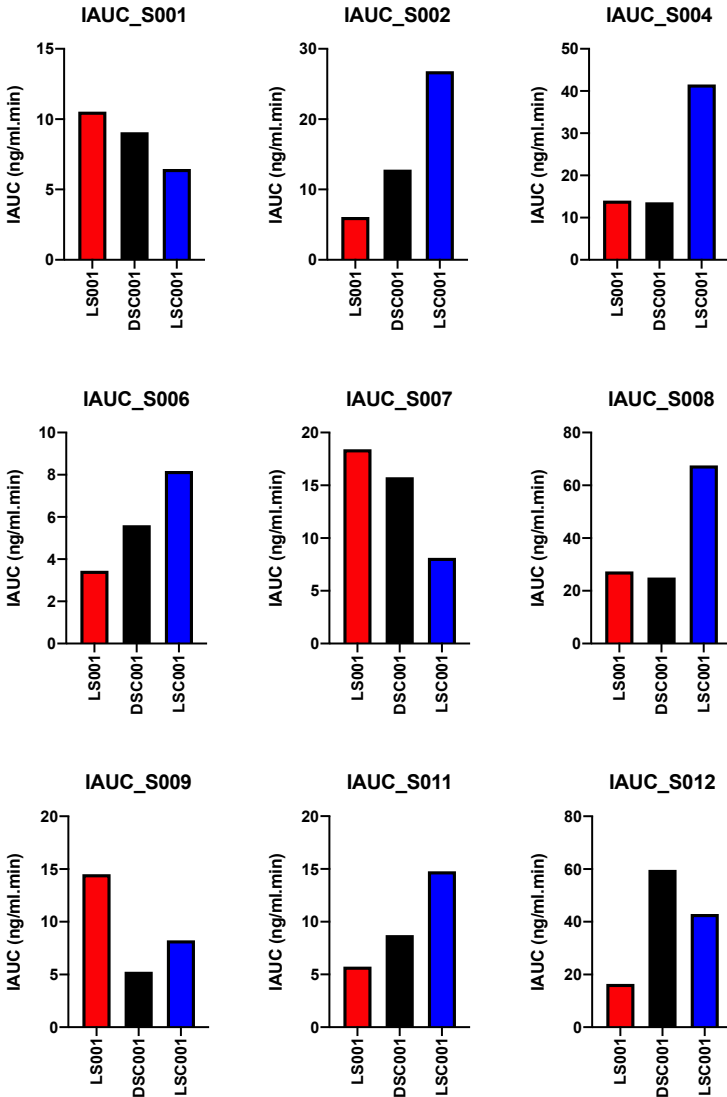 IAUC_S001
IAUC (ng/ml.min)
15
10
5
0
LS001
DSC001
LSC001
IAUC_S002
IAUC (ng/ml.min)
30
20
10
0
LS001
DSC001
LSC001
IAUC_S004
IAUC (ng/ml.min)
50
40
30
20
10
0
LS001
DSC001
LSC001
IAUC_S006
IAUC (ng/ml.min)
10
8
6
4
2
0
LS001
DSC001
LSC001
IAUC_S007
IAUC (ng/ml.min)
20
15
10
5
0
LS001
DSC001
LSC001
IAUC_S008
IAUC (ng/ml.min)
80
60
40
20
0
LS001
DSC001
LSC001
IAUC_S009
IAUC (ng/ml.min)
20
15
10
5
0
LS001
DSC001
LSC001
IAUC_S011
IAUC (ng/ml.min)
20
15
10
5
0
LS001
DSC001
LSC001
IAUC_S012
IAUC (ng/ml.min)
80
60
40
20
0
LS001
DSC001
LSC001